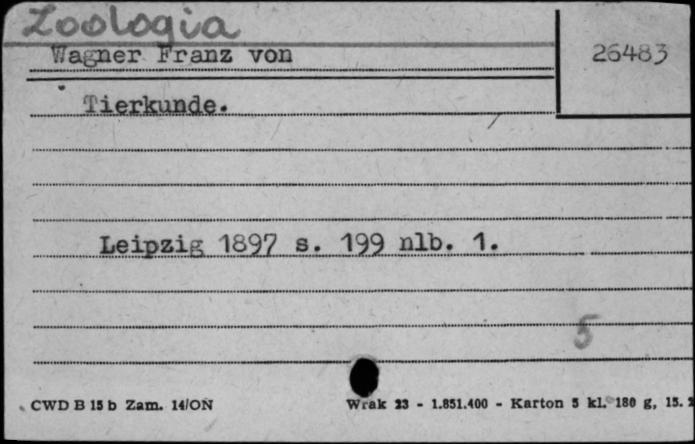 Zoologia
Wagner Franz von
26483
Tierkunde.
Leipzig 1897 s. 199 nlb. 1.
5
CWD B 15 b Zam. 14/ON
Wrak 23 - 1.851.400 - Karton 5 kl. 180 g, 15.